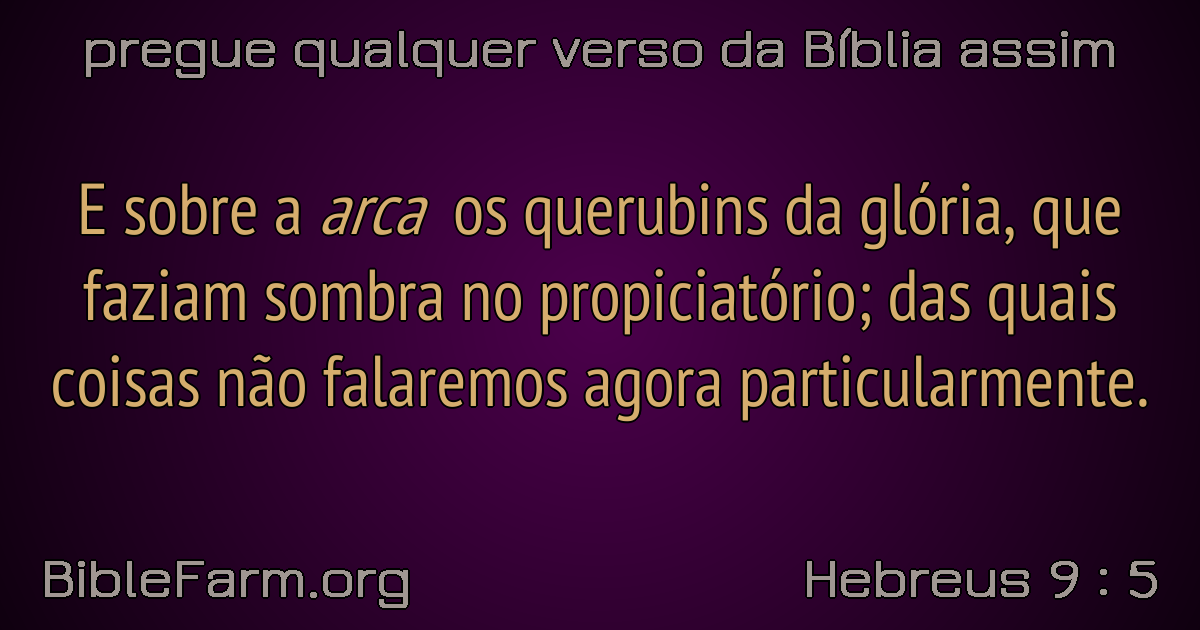 pregue qualquer verso da Bíblia assim
E sobre a arca os querubins da glória, que
faziam sombra no propiciatório; das quais
coisas não falaremos agora particularmente.
BibleFarm.org
Hebreus 9 : 5